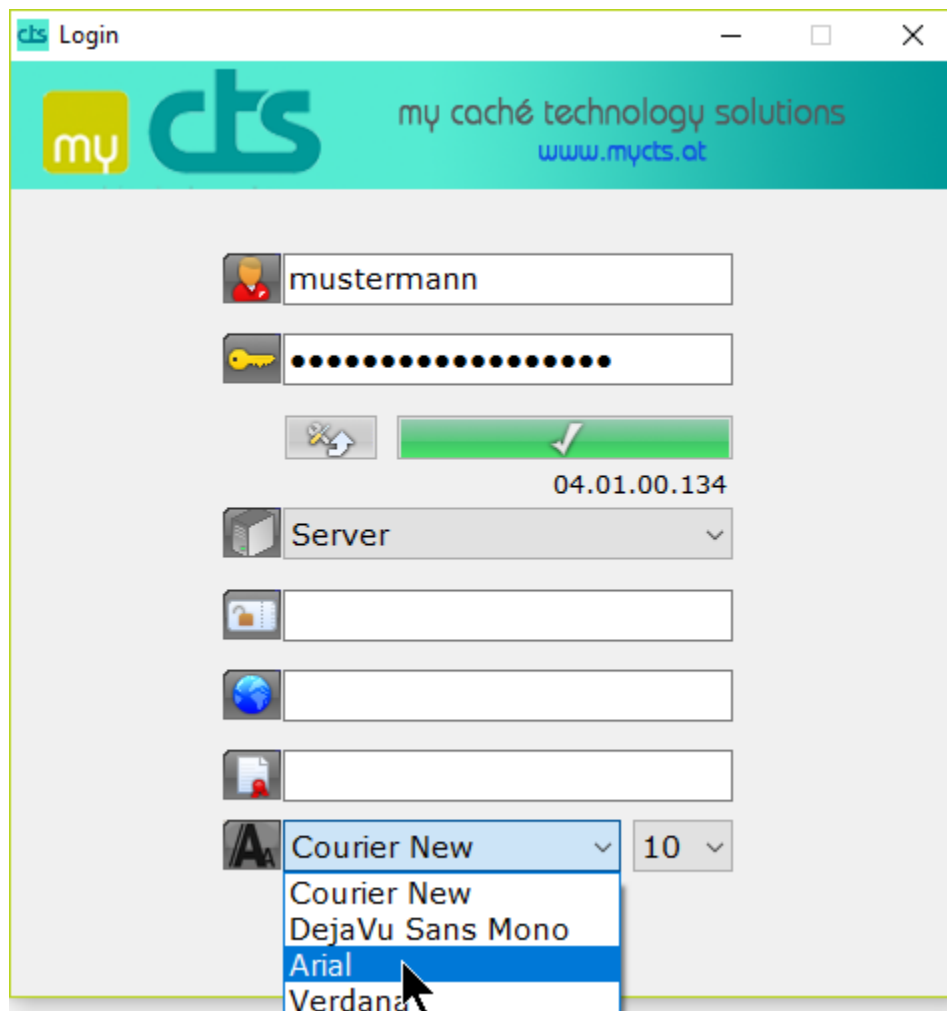 cts Login
my cts
my caché technology solutions
www.mycts.at
mustermann
••••••••••••••••••
04.01.00.134
Server
Courier New 10
Courier New
DejaVu Sans Mono
Arial
Verdana